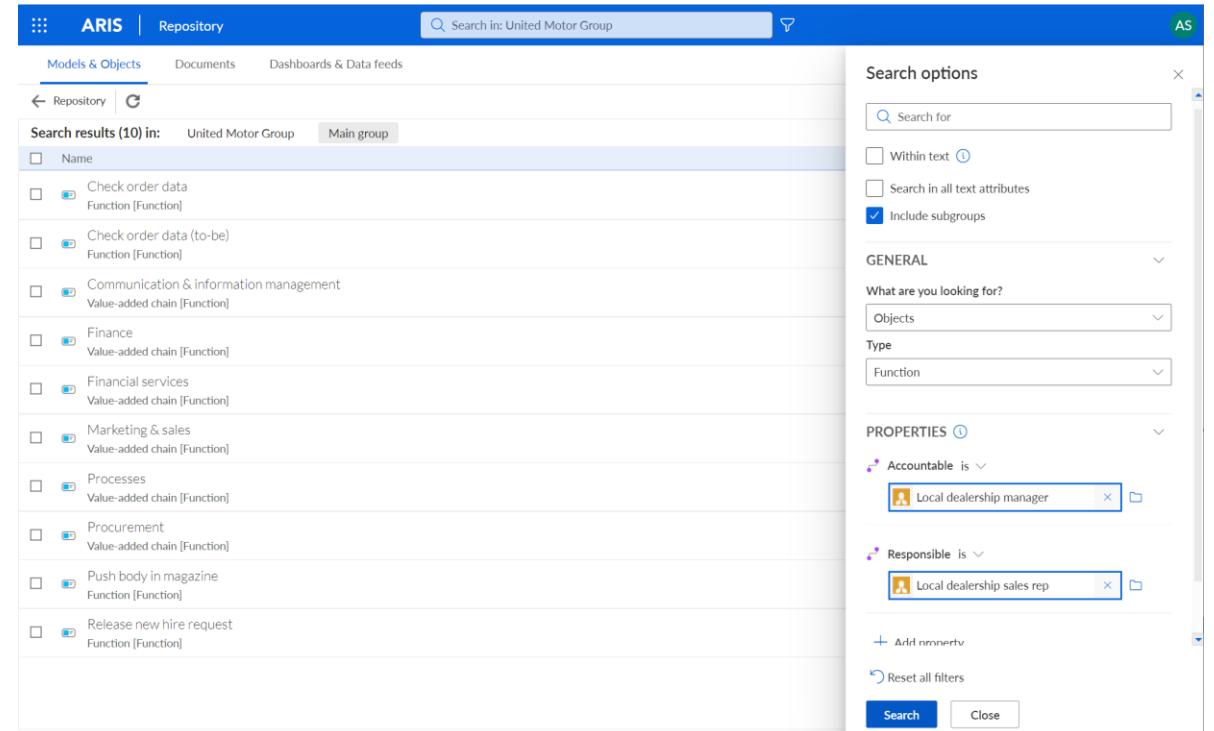 ARIS Repository Search in: United Motor Group AS
Models & Objects Documents Dashboards & Data feeds
Repository
Search results (10) in: United Motor Group Main group
Name
Check order data
Function [Function]
Check order data (to-be)
Function [Function]
Communication & information management
Value-added chain [Function]
Finance
Value-added chain [Function]
Financial services
Value-added chain [Function]
Marketing & sales
Value-added chain [Function]
Processes
Value-added chain [Function]
Procurement
Value-added chain [Function]
Push body in magazine
Function [Function]
Release new hire request
Function [Function]
Search options
Search for
Within text
Search in all text attributes
Include subgroups
GENERAL
What are you looking for?
Objects
Type
Function
PROPERTIES
Accountable is
Local dealership manager
Responsible is
Local dealership sales rep
Add property
Reset all filters
Search Close